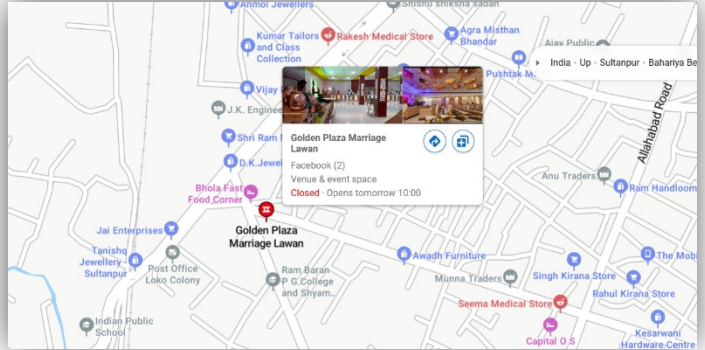 Anmol Jewellers
Shishu shiksha sadan
Kumar Tailors
and Class
Collection
Rakesh Medical Store
Agra Misthan
Bhandar
Ajay Public
India · Up · Sultanpur · Bahariya Be
Pushtak M.
Vijay
J.K. Enginee
Shri Ram
D.K.Jewel
Golden Plaza Marriage
Lawan
Facebook (2)
Venue & event space
Closed · Opens tomorrow 10:00
Allahabad Road
Anu Traders
Ram Handloom
Bhola Fast
Food Corner
Golden Plaza
Marriage Lawan
Jai Enterprises
Tanishq
Jewellery
Sultanpur
Post Office
Loko Colony
Ram Baran
P G College
and Shyam...
Awadh Furniture
The Mob
Munna Traders
Singh Kirana Store
Rahul Kirana Store
Seema Medical Store
Indian Public
School
Capital O S
Kesarwani
Hardware Centre